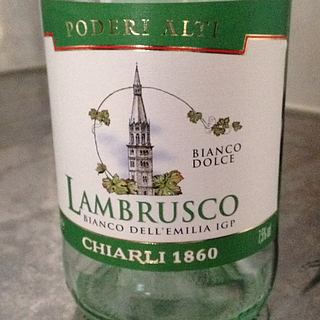 PODERI ALTI
BIANCO
DOLCE
LAMBRUSCO
BIANCO DELL'EMILIA IGP
CHIARLI 1860